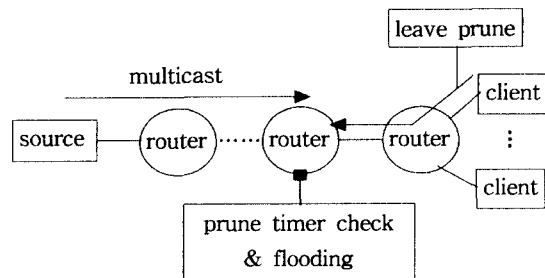 leave prune
multicast
client
source
router
router
router
client
prune timer check
& flooding